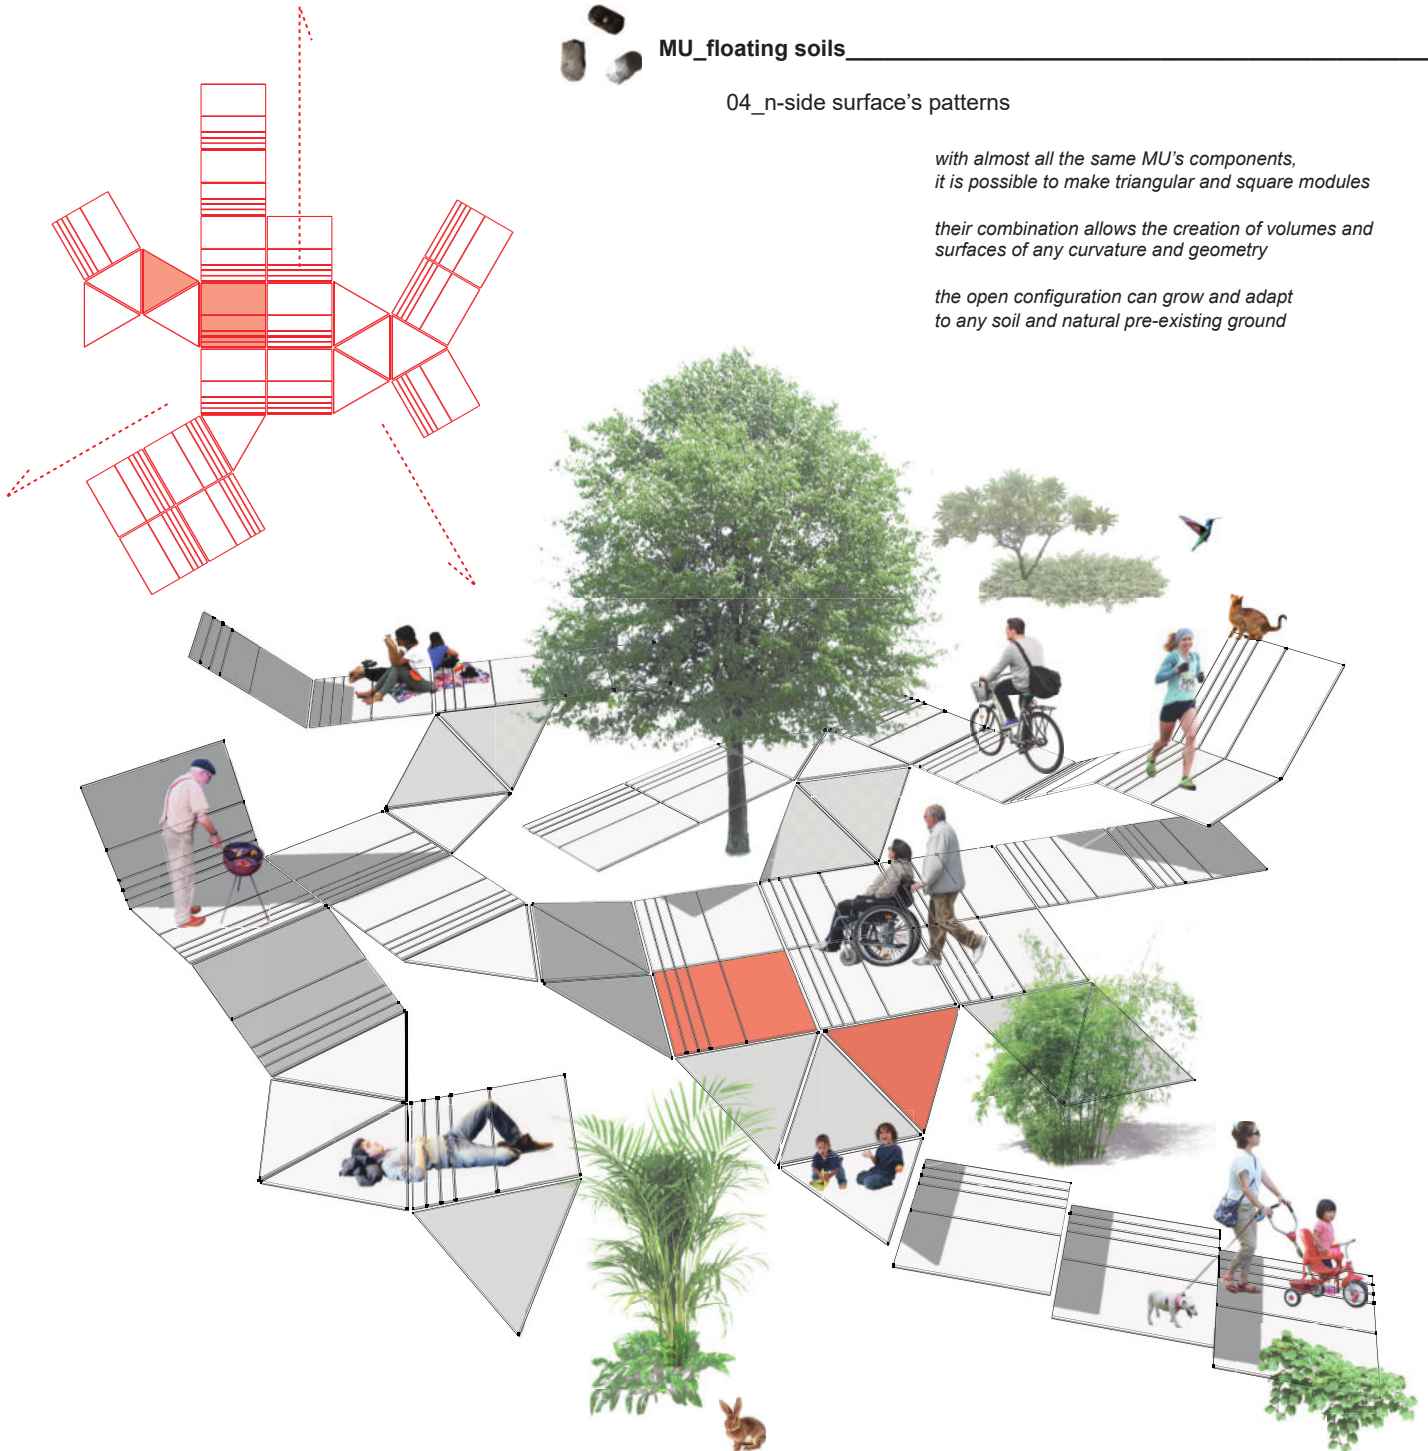 MU_floating soils
04_n-side surface's patterns
with almost all the same MU's components,
it is possible to make triangular and square modules
their combination allows the creation of volumes and
surfaces of any curvature and geometry
the open configuration can grow and adapt
to any soil and natural pre-existing ground